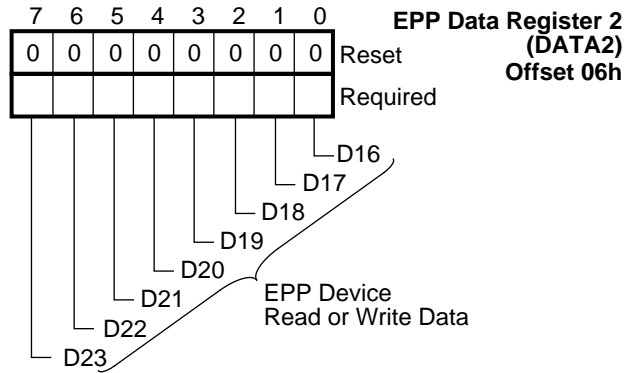 7 6 5 4 3 2 1 0
EPP Data Register 2
(DATA2)
Offset 06h
0 0 0 0 0 0 0 0 Reset
Required
D16
D17
D18
D19
D20
D21
D22
D23
EPP Device
Read or Write Data